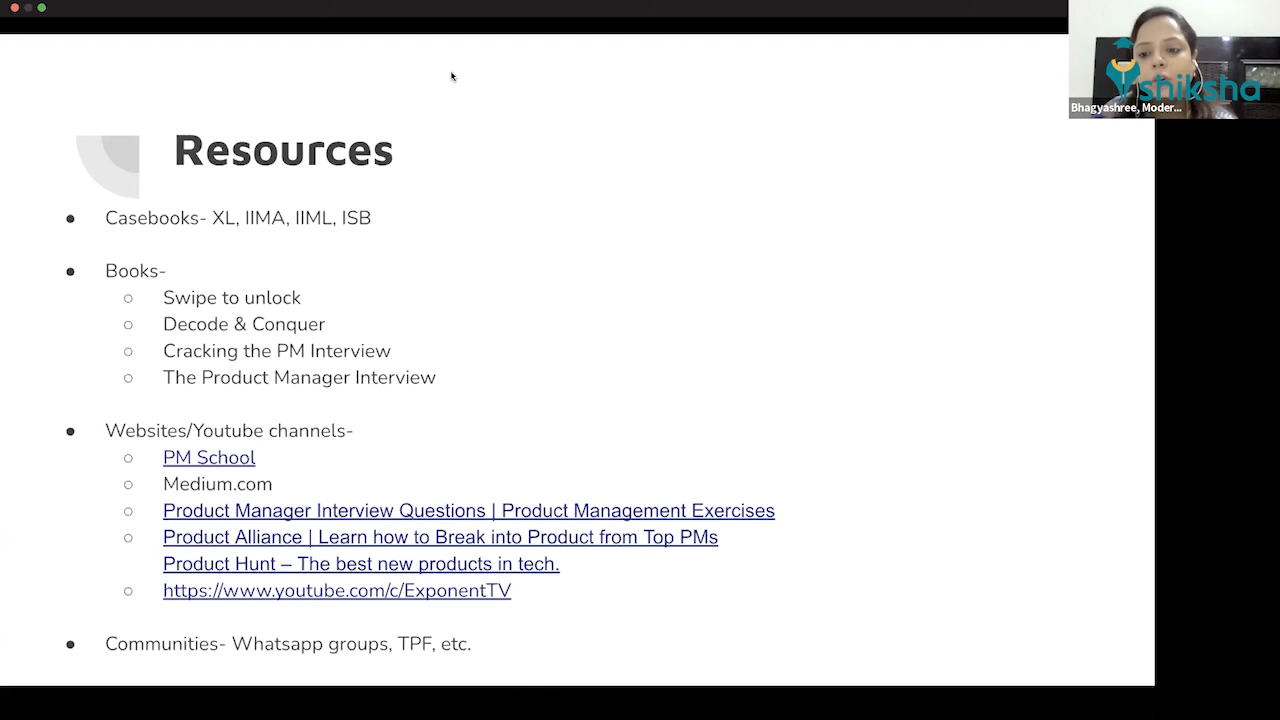 shiksha
Bhagyashree, Moder...
Resources
● Casebooks- XL, IIMA, IIML, ISB
● Books-
○ Swipe to unlock
○ Decode & Conquer
○ Cracking the PM Interview
○ The Product Manager Interview
● Websites/Youtube channels-
○ PM School
○ Medium.com
○ Product Manager Interview Questions | Product Management Exercises
○ Product Alliance | Learn how to Break into Product from Top PMs
Product Hunt – The best new products in tech.
○ https://www.youtube.com/c/ExponentTV
● Communities- Whatsapp groups, TPF, etc.